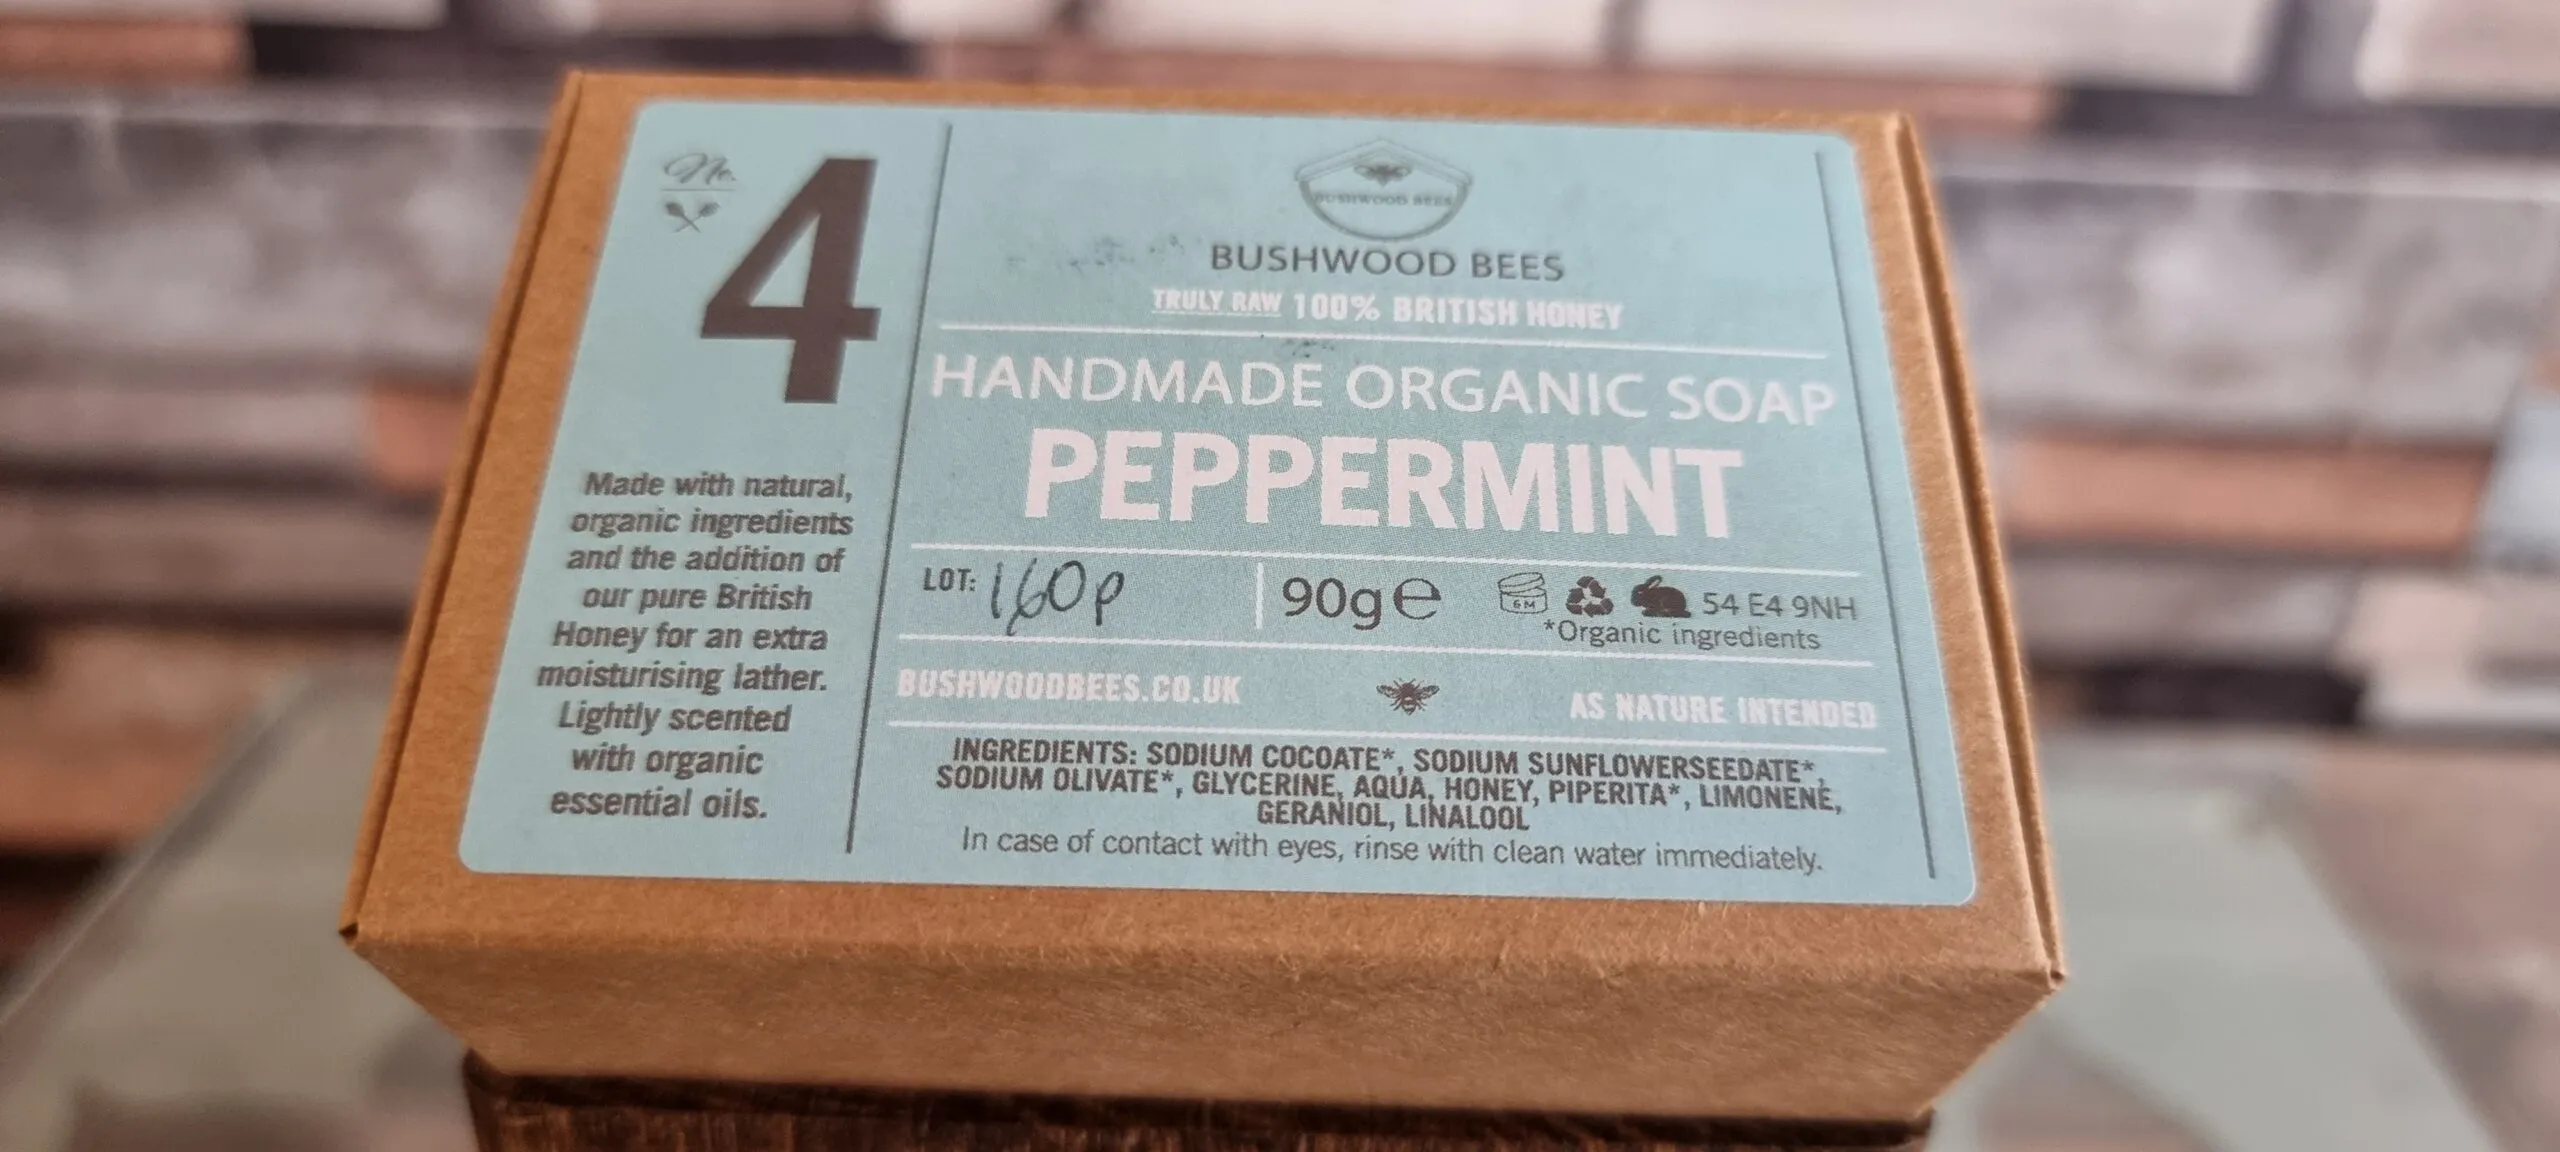 No.
4
Made with natural,
organic ingredients
and the addition of
our pure British
Honey for an extra
moisturising lather.
Lightly scented
with organic
essential oils.
BUSHWOOD BEES
BUSHWOOD BEES
TRULY RAW 100% BRITISH HONEY
HANDMADE ORGANIC SOAP
PEPPERMINT
LOT: 160p
90g e
6M
54 E4 9NH
*Organic ingredients
BUSHWOODBEES.CO.UK
AS NATURE INTENDED
INGREDIENTS: SODIUM COCOATE*, SODIUM SUNFLOWERSEEDATE*,
SODIUM OLIVATE*, GLYCERINE, AQUA, HONEY, PIPERITA*, LIMONENE,
GERANIOL, LINALOOL
In case of contact with eyes, rinse with clean water immediately.